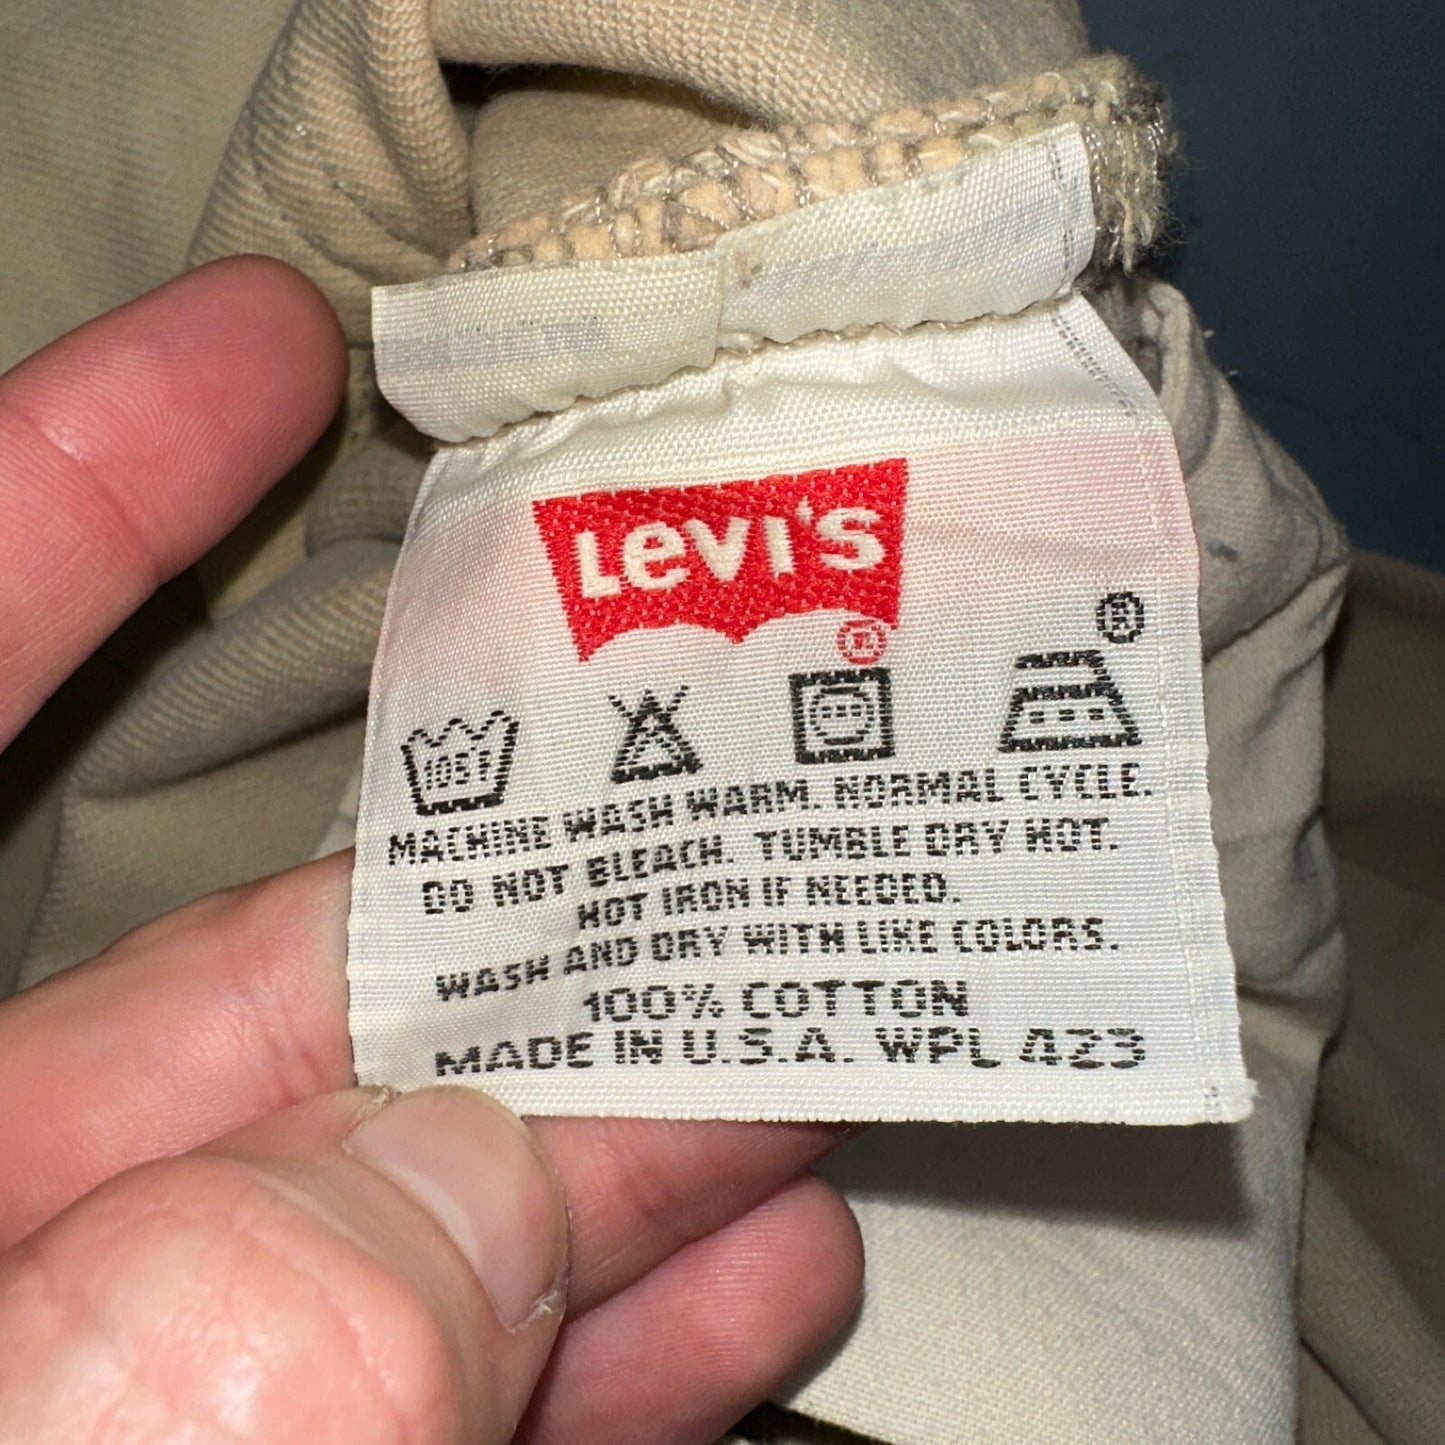 Levi's
®
®
105F
MACHINE WASH WARM. NORMAL CYCLE.
DO NOT BLEACH. TUMBLE DRY HOT.
HOT IRON IF NEEDED.
WASH AND DRY WITH LIKE COLORS.
100% COTTON
MADE IN U.S.A. WPL 423